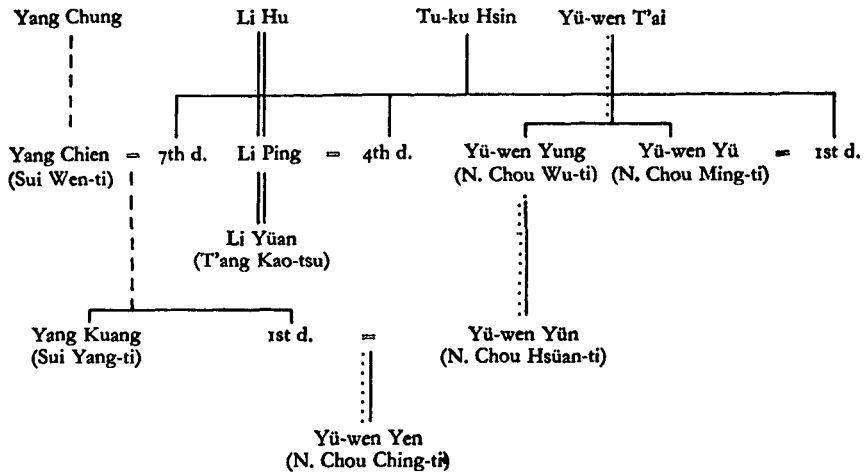 Yang Chung Li Hu Tu-ku Hsin Yü-wen T'ai
Yang Chien = 7th d. Li Ping = 4th d. Yü-wen Yung Yü-wen Yü = 1st d.
(Sui Wen-ti) (N. Chou Wu-ti) (N. Chou Ming-ti)
Li Yüan
(T'ang Kao-tsu)
Yang Kuang 1st d. = Yü-wen Yün
(Sui Yang-ti) (N. Chou Hsüan-ti)
Yü-wen Yen
(N. Chou Ching-ti)